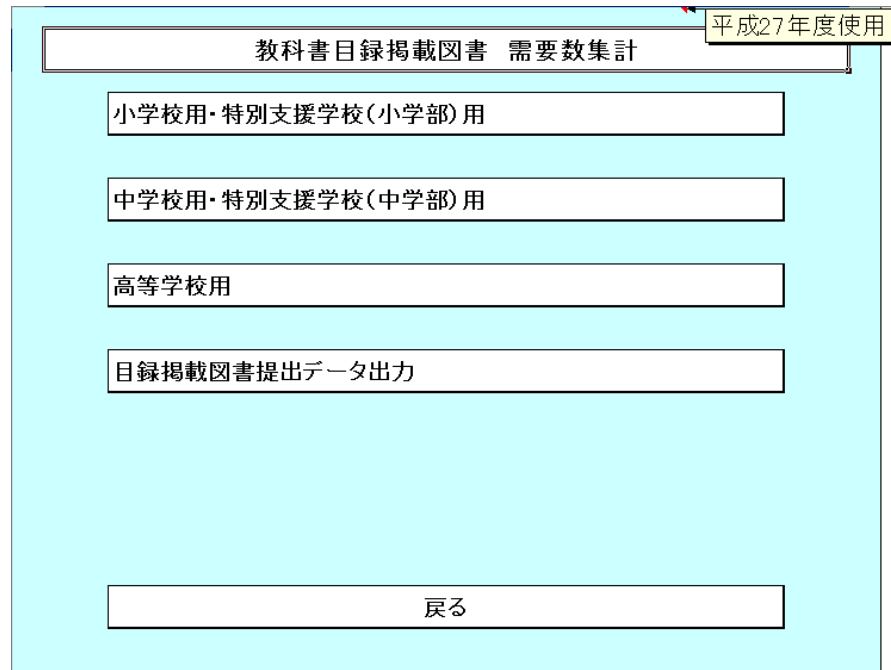 平成27年度使用
教科書目録掲載図書 需要数集計
小学校用・特別支援学校(小学部)用
中学校用・特別支援学校(中学部)用
高等学校用
目録掲載図書提出データ出力
戻る